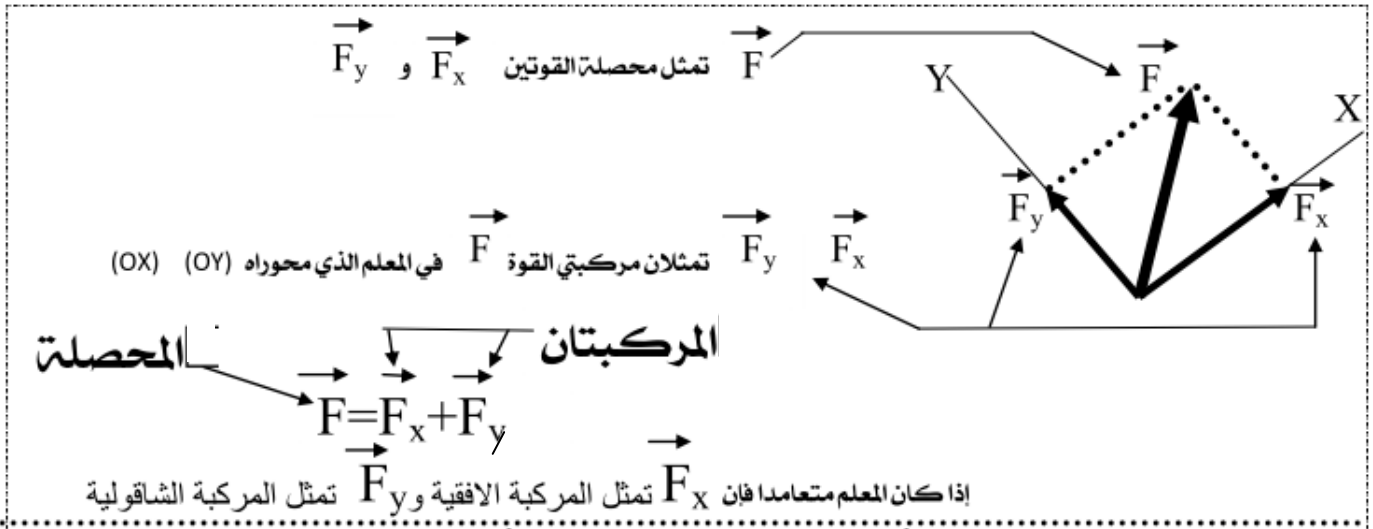 F⃗ تمثل محصلة القوتين F⃗x و F⃗y
F⃗
Y
X
F⃗y
F⃗x
F⃗x F⃗y تمثلان مركبتي القوة F⃗ في المعلم الذي محوراه (OX) (OY)
المركبتان
المحصلة
F⃗=F⃗x+F⃗y
إذا كان المعلم متعامدا فإن F⃗x تمثل المركبة الافقية و F⃗y تمثل المركبة الشاقولية